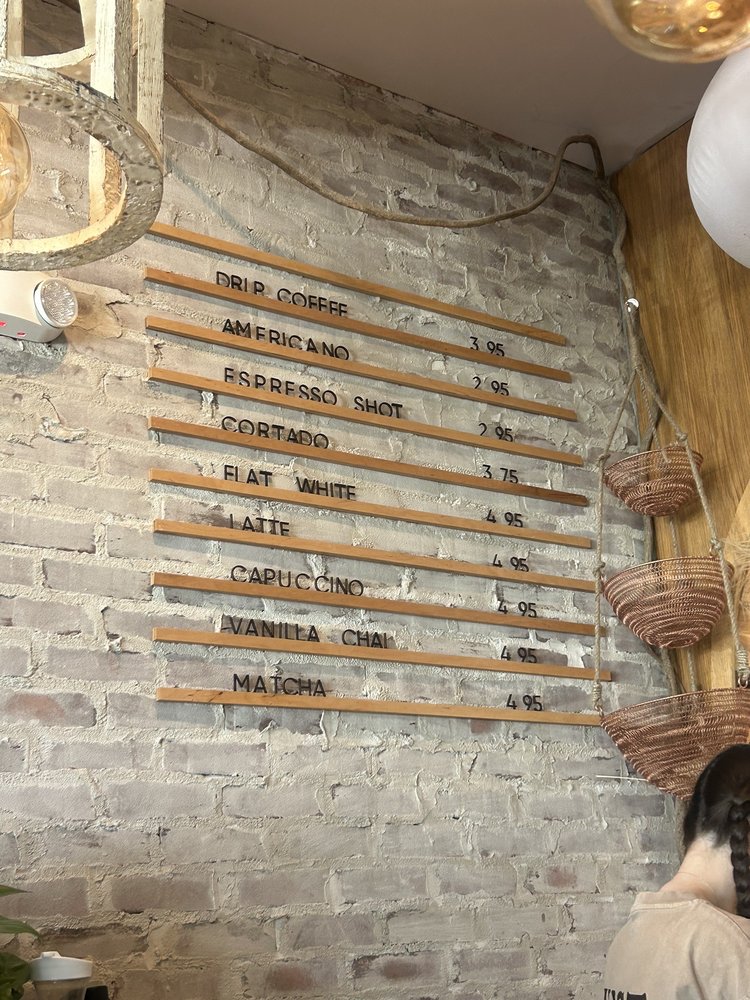 DRIP COFFEE 3 95
AMERICANO 2 95
ESPRESSO SHOT 2 95
CORTADO 3 75
FLAT WHITE 4 95
LATTE 4 95
CAPUCCINO 4 95
VANILLA CHAI 4 95
MATCHA 4 95